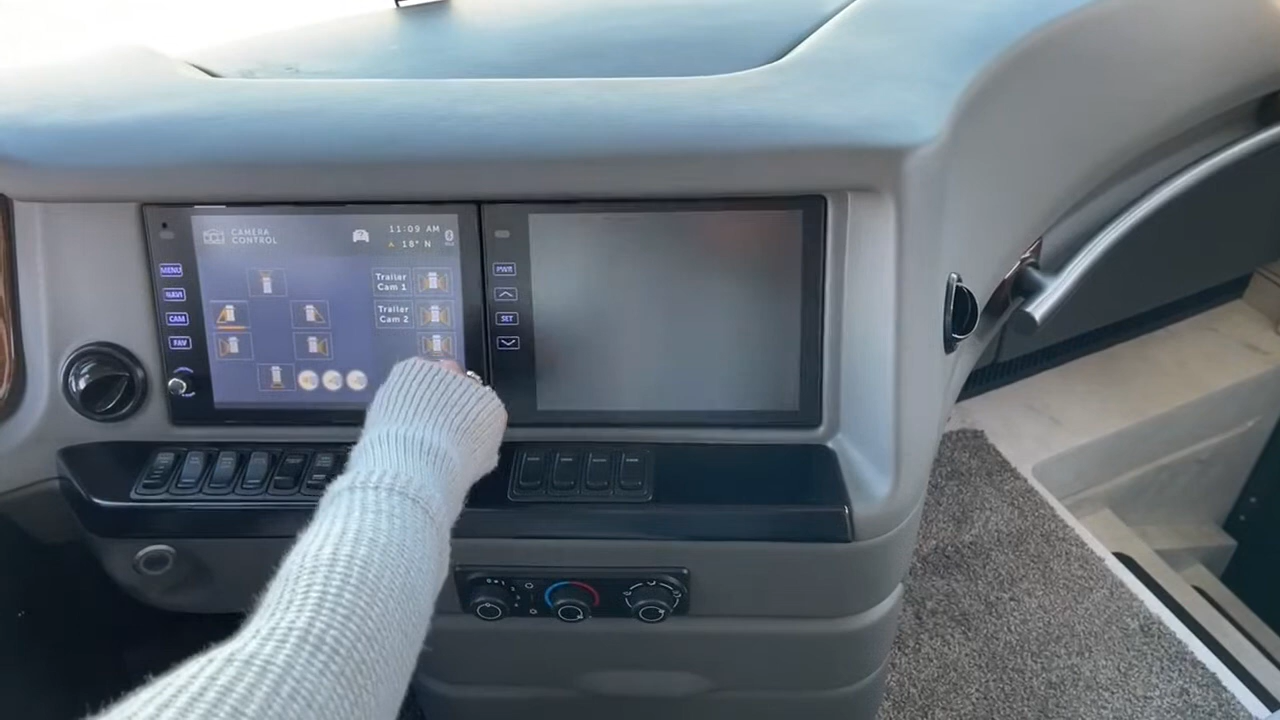 CAMERA
CONTROL
11:09 AM
18° N
MENU
NAVI
CAM
FAV
Trailer
Cam 1
Trailer
Cam 2
PWR
SET